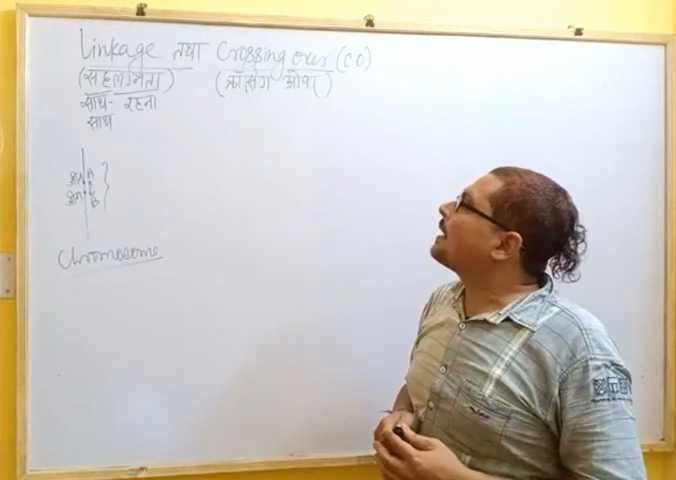 Linkage तथा Crossing over (CO)
(सहलग्नता) (क्रॉसिंग ओवर)
साथ-रहना
साथ
जीन A
जीन B
Chromosome